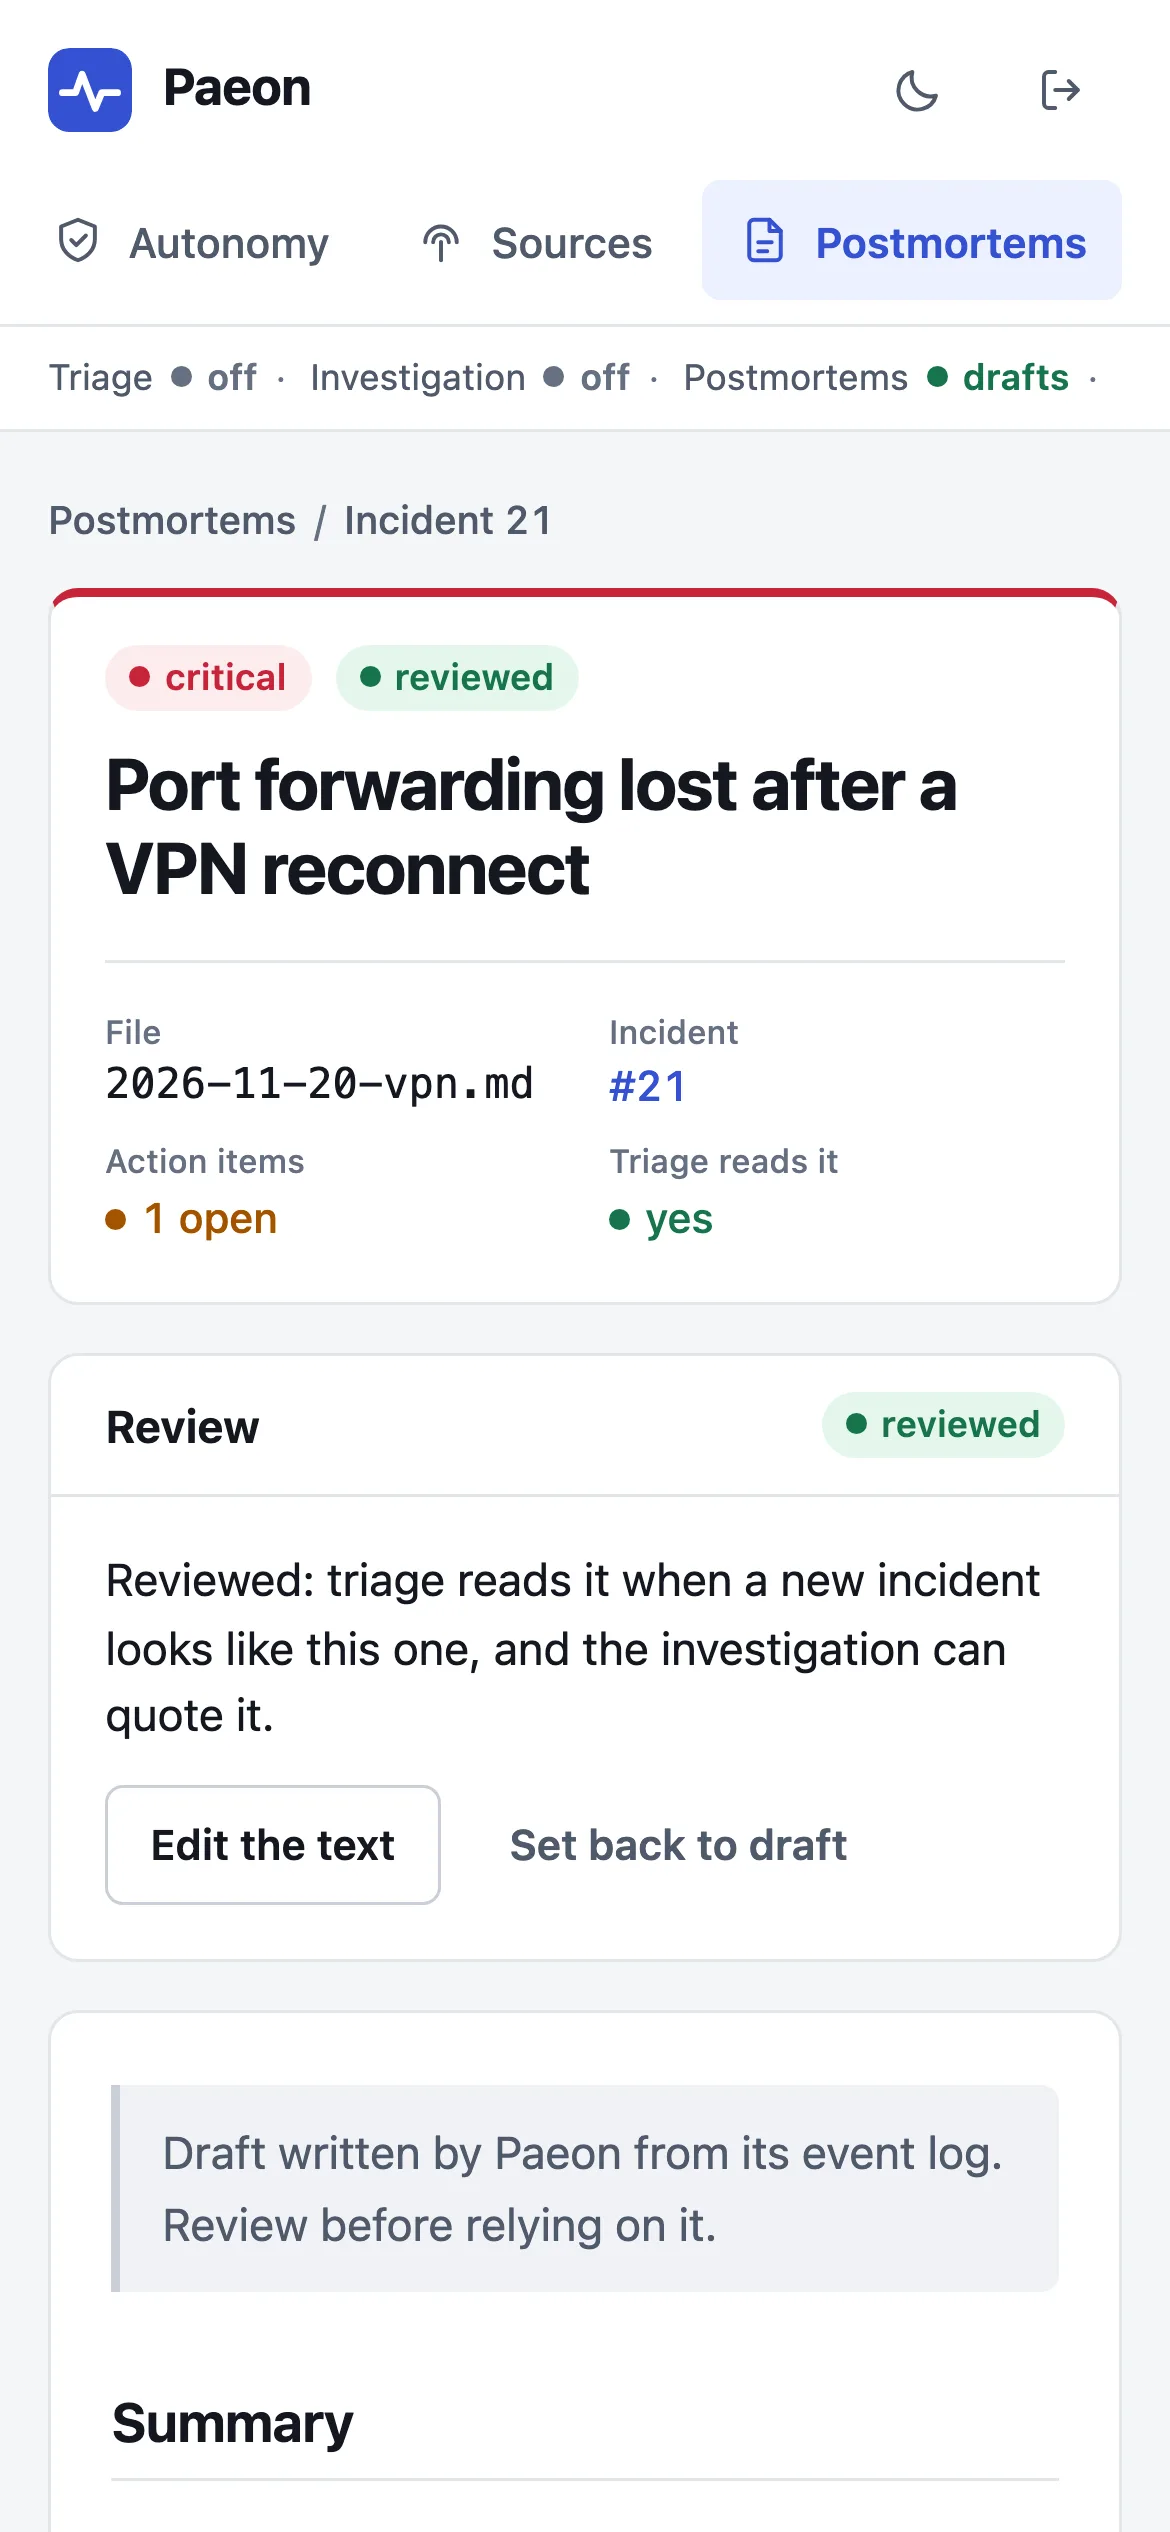 Paeon
Autonomy Sources Postmortems
Triage off · Investigation off · Postmortems drafts ·
Postmortems / Incident 21
critical reviewed
Port forwarding lost after a
VPN reconnect
File Incident
2026-11-20-vpn.md #21
Action items Triage reads it
1 open yes
Review reviewed
Reviewed: triage reads it when a new incident
looks like this one, and the investigation can
quote it.
Edit the text Set back to draft
Draft written by Paeon from its event log.
Review before relying on it.
Summary